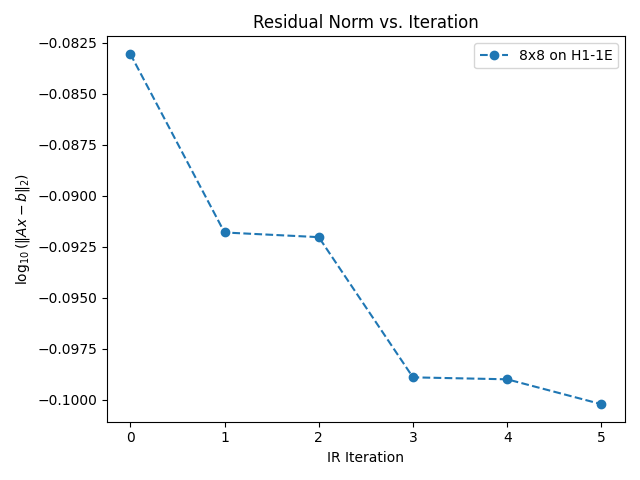 Residual Norm vs. Iteration
8x8 on H1-1E
log₁₀(‖Ax − b‖₂)
−0.0825
−0.0850
−0.0875
−0.0900
−0.0925
−0.0950
−0.0975
−0.1000
0 1 2 3 4 5
IR Iteration